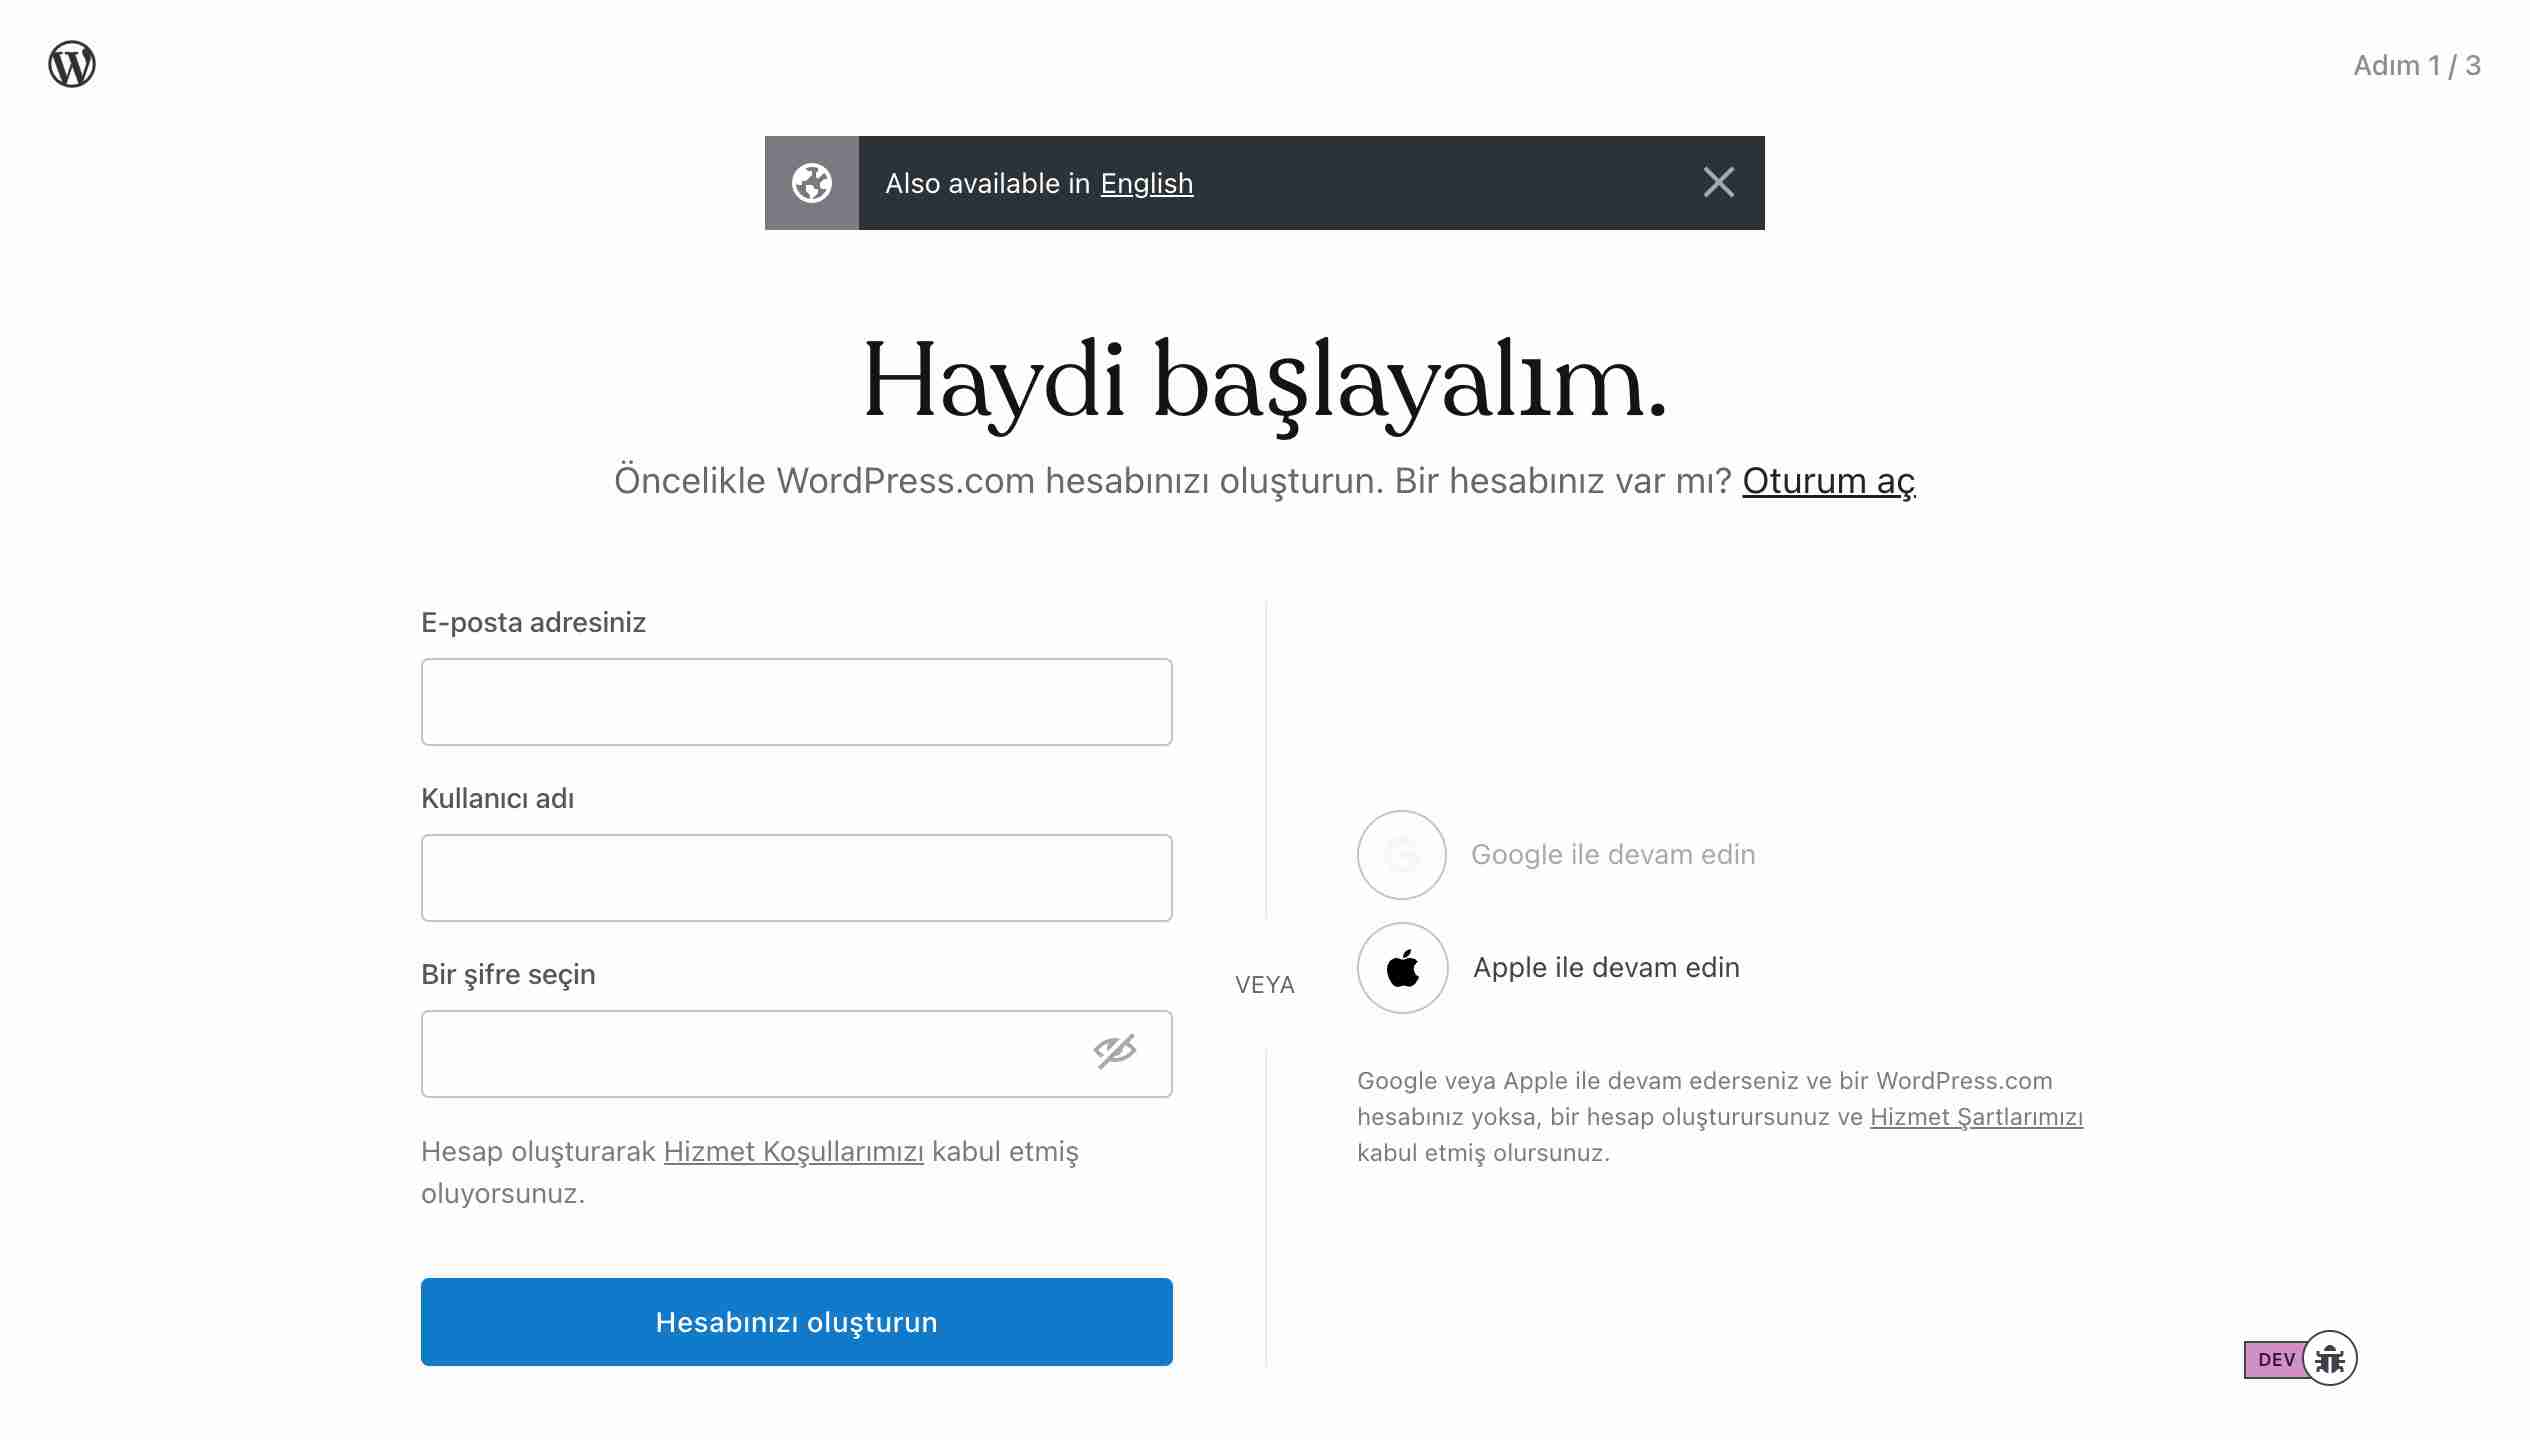 Adım 1 / 3
Also available in English
Haydi başlayalım.
Öncelikle WordPress.com hesabınızı oluşturun. Bir hesabınız var mı? Oturum aç
E-posta adresiniz
Kullanıcı adı
Bir şifre seçin
Hesap oluşturarak Hizmet Koşullarımızı kabul etmiş
oluyorsunuz.
Hesabınızı oluşturun
VEYA
Google ile devam edin
Apple ile devam edin
Google veya Apple ile devam ederseniz ve bir WordPress.com
hesabınız yoksa, bir hesap oluşturursunuz ve Hizmet Şartlarımızı
kabul etmiş olursunuz.
DEV